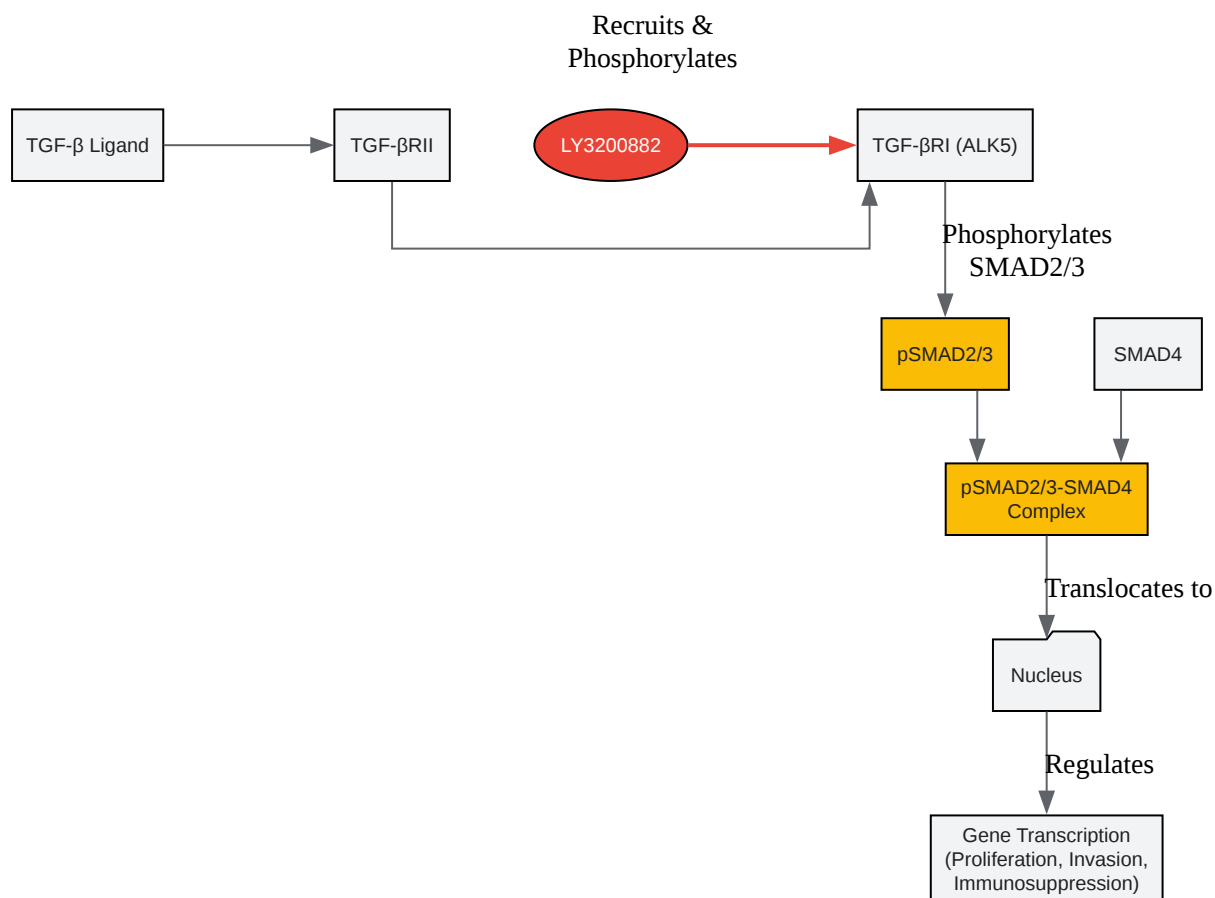 Recruits &
Phosphorylates
TGF-β Ligand
TGF-βRII
LY3200882
TGF-βRI (ALK5)
Phosphorylates
SMAD2/3
pSMAD2/3
SMAD4
pSMAD2/3-SMAD4
Complex
Translocates to
Nucleus
Regulates
Gene Transcription
(Proliferation, Invasion,
Immunosuppression)